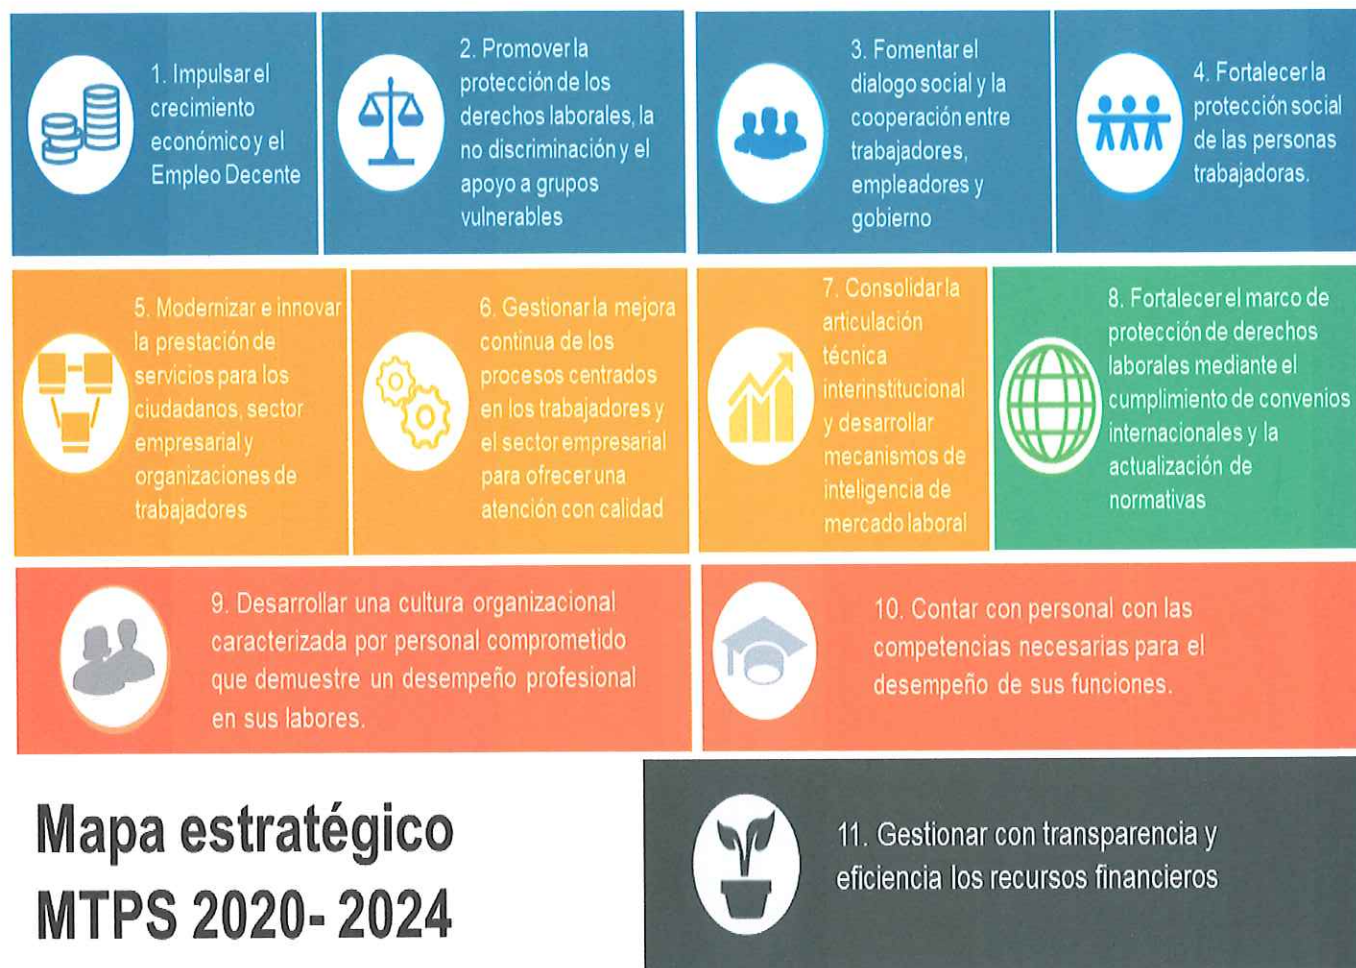 1. Impulsar el
crecimiento
económico y el
Empleo Decente
2. Promover la
protección de los
derechos laborales, la
no discriminación y el
apoyo a grupos
vulnerables
3. Fomentar el
dialogo social y la
cooperación entre
trabajadores,
empleadores y
gobierno
4. Fortalecer la
protección social
de las personas
trabajadoras.
5. Modernizar e innovar
la prestación de
servicios para los
ciudadanos, sector
empresarial y
organizaciones de
trabajadores
6. Gestionar la mejora
continua de los
procesos centrados
en los trabajadores y
el sector empresarial
para ofrecer una
atención con calidad
7. Consolidar la
articulación
técnica
interinstitucional
y desarrollar
mecanismos de
inteligencia de
mercado laboral
8. Fortalecer el marco de
protección de derechos
laborales mediante el
cumplimiento de convenios
internacionales y la
actualización de
normativas
9. Desarrollar una cultura organizacional
caracterizada por personal comprometido
que demuestre un desempeño profesional
en sus labores.
10. Contar con personal con las
competencias necesarias para el
desempeño de sus funciones.
Mapa estratégico
MTPS 2020- 2024
11. Gestionar con transparencia y
eficiencia los recursos financieros